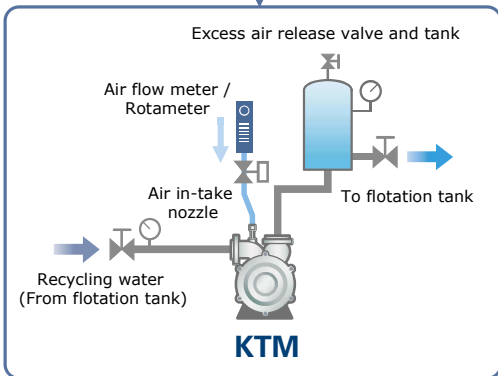 Excess air release valve and tank
Air flow meter /
Rotameter
Air in-take
nozzle
To flotation tank
Recycling water
(From flotation tank)
KTM